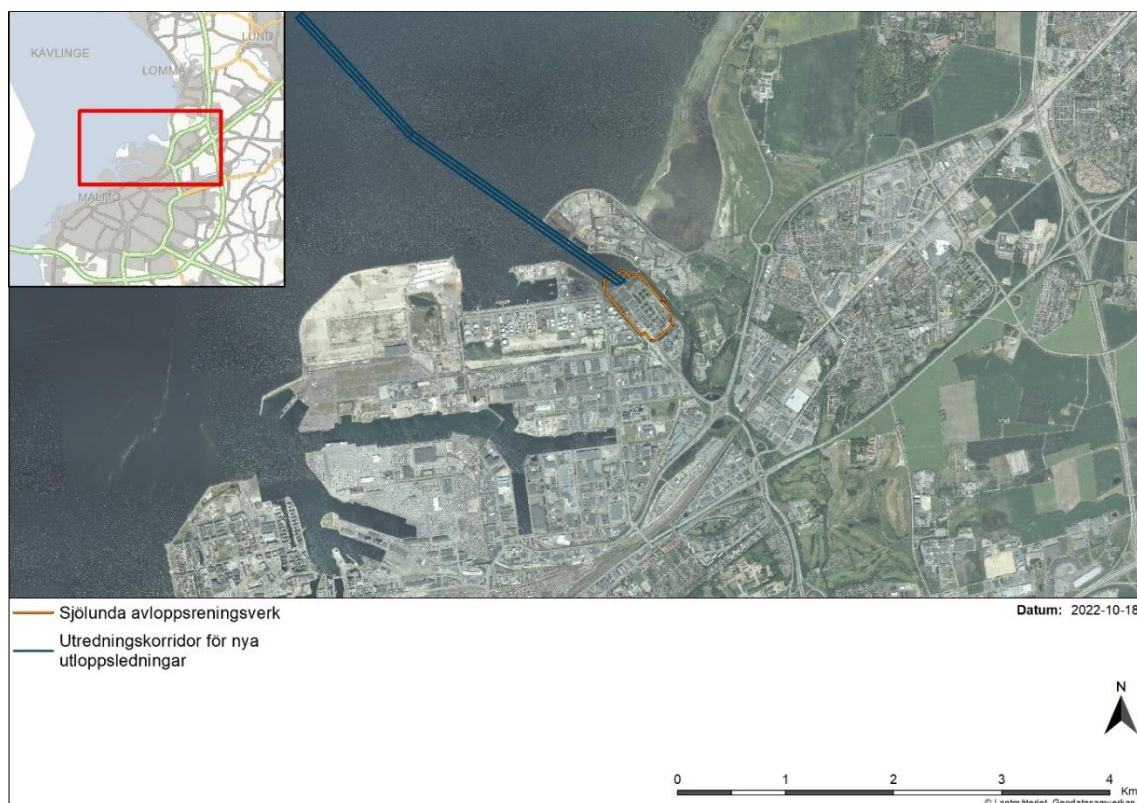 KÄVLINGE
LUND
LOMMA
MALMÖ
Sjölunda avloppsreningsverk
Utredningskorridor för nya
utloppsledningar
Datum: 2022-10-18
N
0 1 2 3 4
Km
© Lantmäteriet, Geodatasamverkan